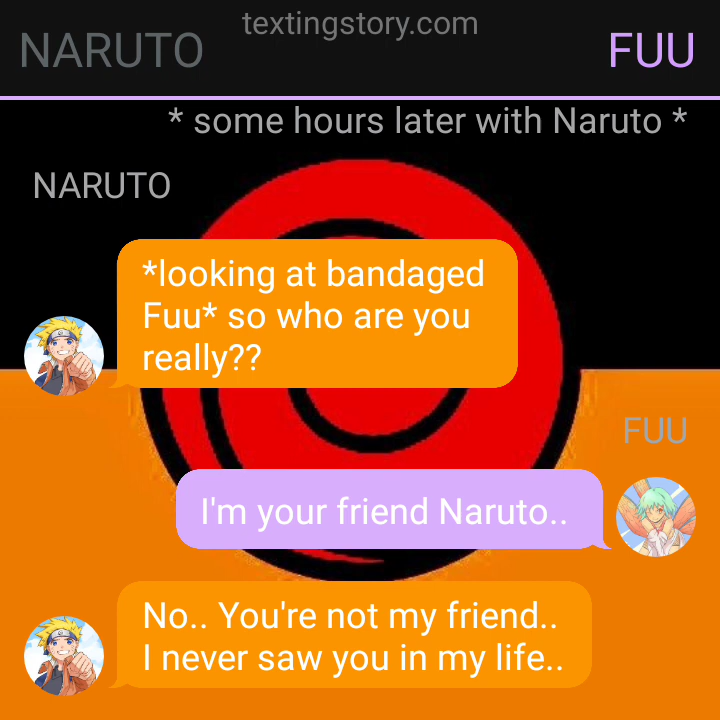 textingstory.com
NARUTO
FUU
* some hours later with Naruto *
NARUTO
*looking at bandaged
Fuu* so who are you
really??
FUU
I'm your friend Naruto..
No.. You're not my friend..
I never saw you in my life..